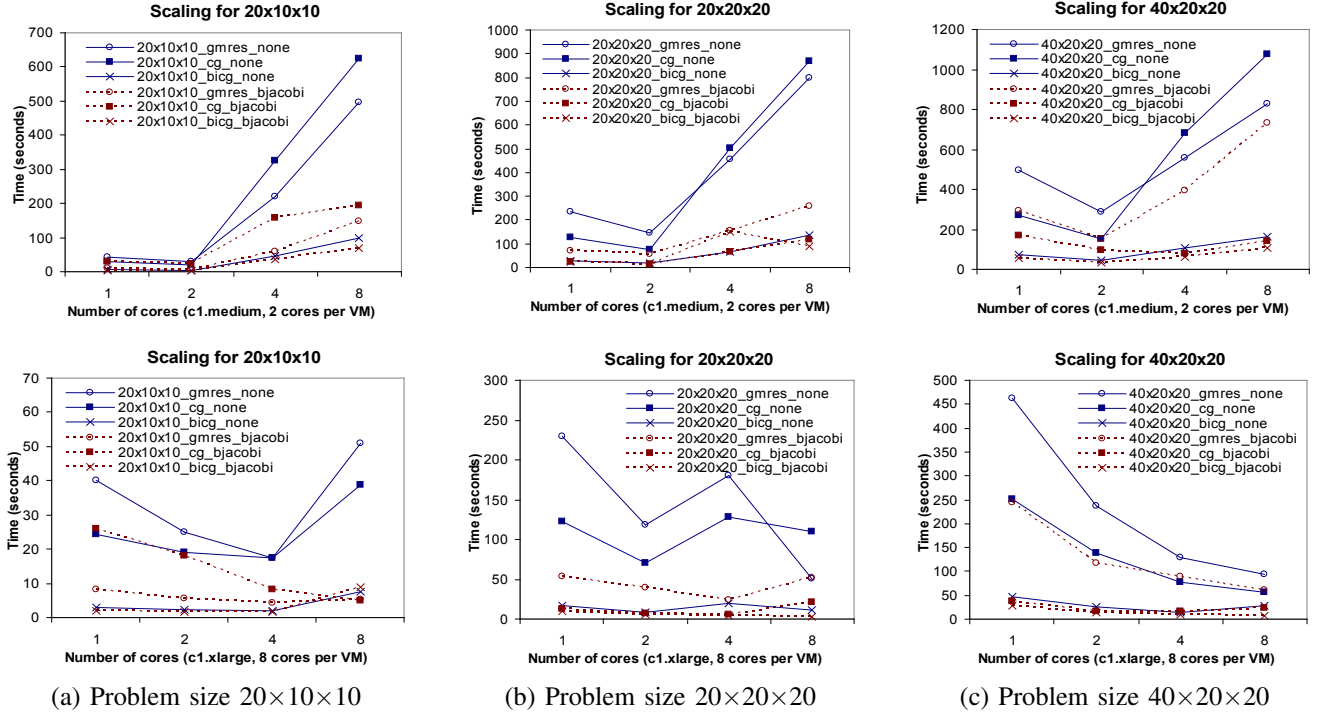 Scaling for 20x10x10
700
600
500
400
300
200
100
0
Time (seconds)
20x10x10_gmres_none
20x10x10_cg_none
20x10x10_bicg_none
20x10x10_gmres_bjacobi
20x10x10_cg_bjacobi
20x10x10_bicg_bjacobi
1 2 4 8
Number of cores (c1.medium, 2 cores per VM)
Scaling for 20x20x20
1000
900
800
700
600
500
400
300
200
100
0
Time (seconds)
20x20x20_gmres_none
20x20x20_cg_none
20x20x20_bicg_none
20x20x20_gmres_bjacobi
20x20x20_cg_bjacobi
20x20x20_bicg_bjacobi
1 2 4 8
Number of cores (c1.medium, 2 cores per VM)
Scaling for 40x20x20
1200
1000
800
600
400
200
0
Time (seconds)
40x20x20_gmres_none
40x20x20_cg_none
40x20x20_bicg_none
40x20x20_gmres_bjacobi
40x20x20_cg_bjacobi
40x20x20_bicg_bjacobi
1 2 4 8
Number of cores (c1.medium, 2 cores per VM)
Scaling for 20x10x10
70
60
50
40
30
20
10
0
Time (seconds)
20x10x10_gmres_none
20x10x10_cg_none
20x10x10_bicg_none
20x10x10_gmres_bjacobi
20x10x10_cg_bjacobi
20x10x10_bicg_bjacobi
1 2 4 8
Number of cores (c1.xlarge, 8 cores per VM)
Scaling for 20x20x20
300
250
200
150
100
50
0
Time (seconds)
20x20x20_gmres_none
20x20x20_cg_none
20x20x20_bicg_none
20x20x20_gmres_bjacobi
20x20x20_cg_bjacobi
20x20x20_bicg_bjacobi
1 2 4 8
Number of cores (c1.xlarge, 8 cores per VM)
Scaling for 40x20x20
500
450
400
350
300
250
200
150
100
50
0
Time (seconds)
40x20x20_gmres_none
40x20x20_cg_none
40x20x20_bicg_none
40x20x20_gmres_bjacobi
40x20x20_cg_bjacobi
40x20x20_bicg_bjacobi
1 2 4 8
Number of cores (c1.xlarge, 8 cores per VM)
(a) Problem size 20×10×10
(b) Problem size 20×20×20
(c) Problem size 40×20×20